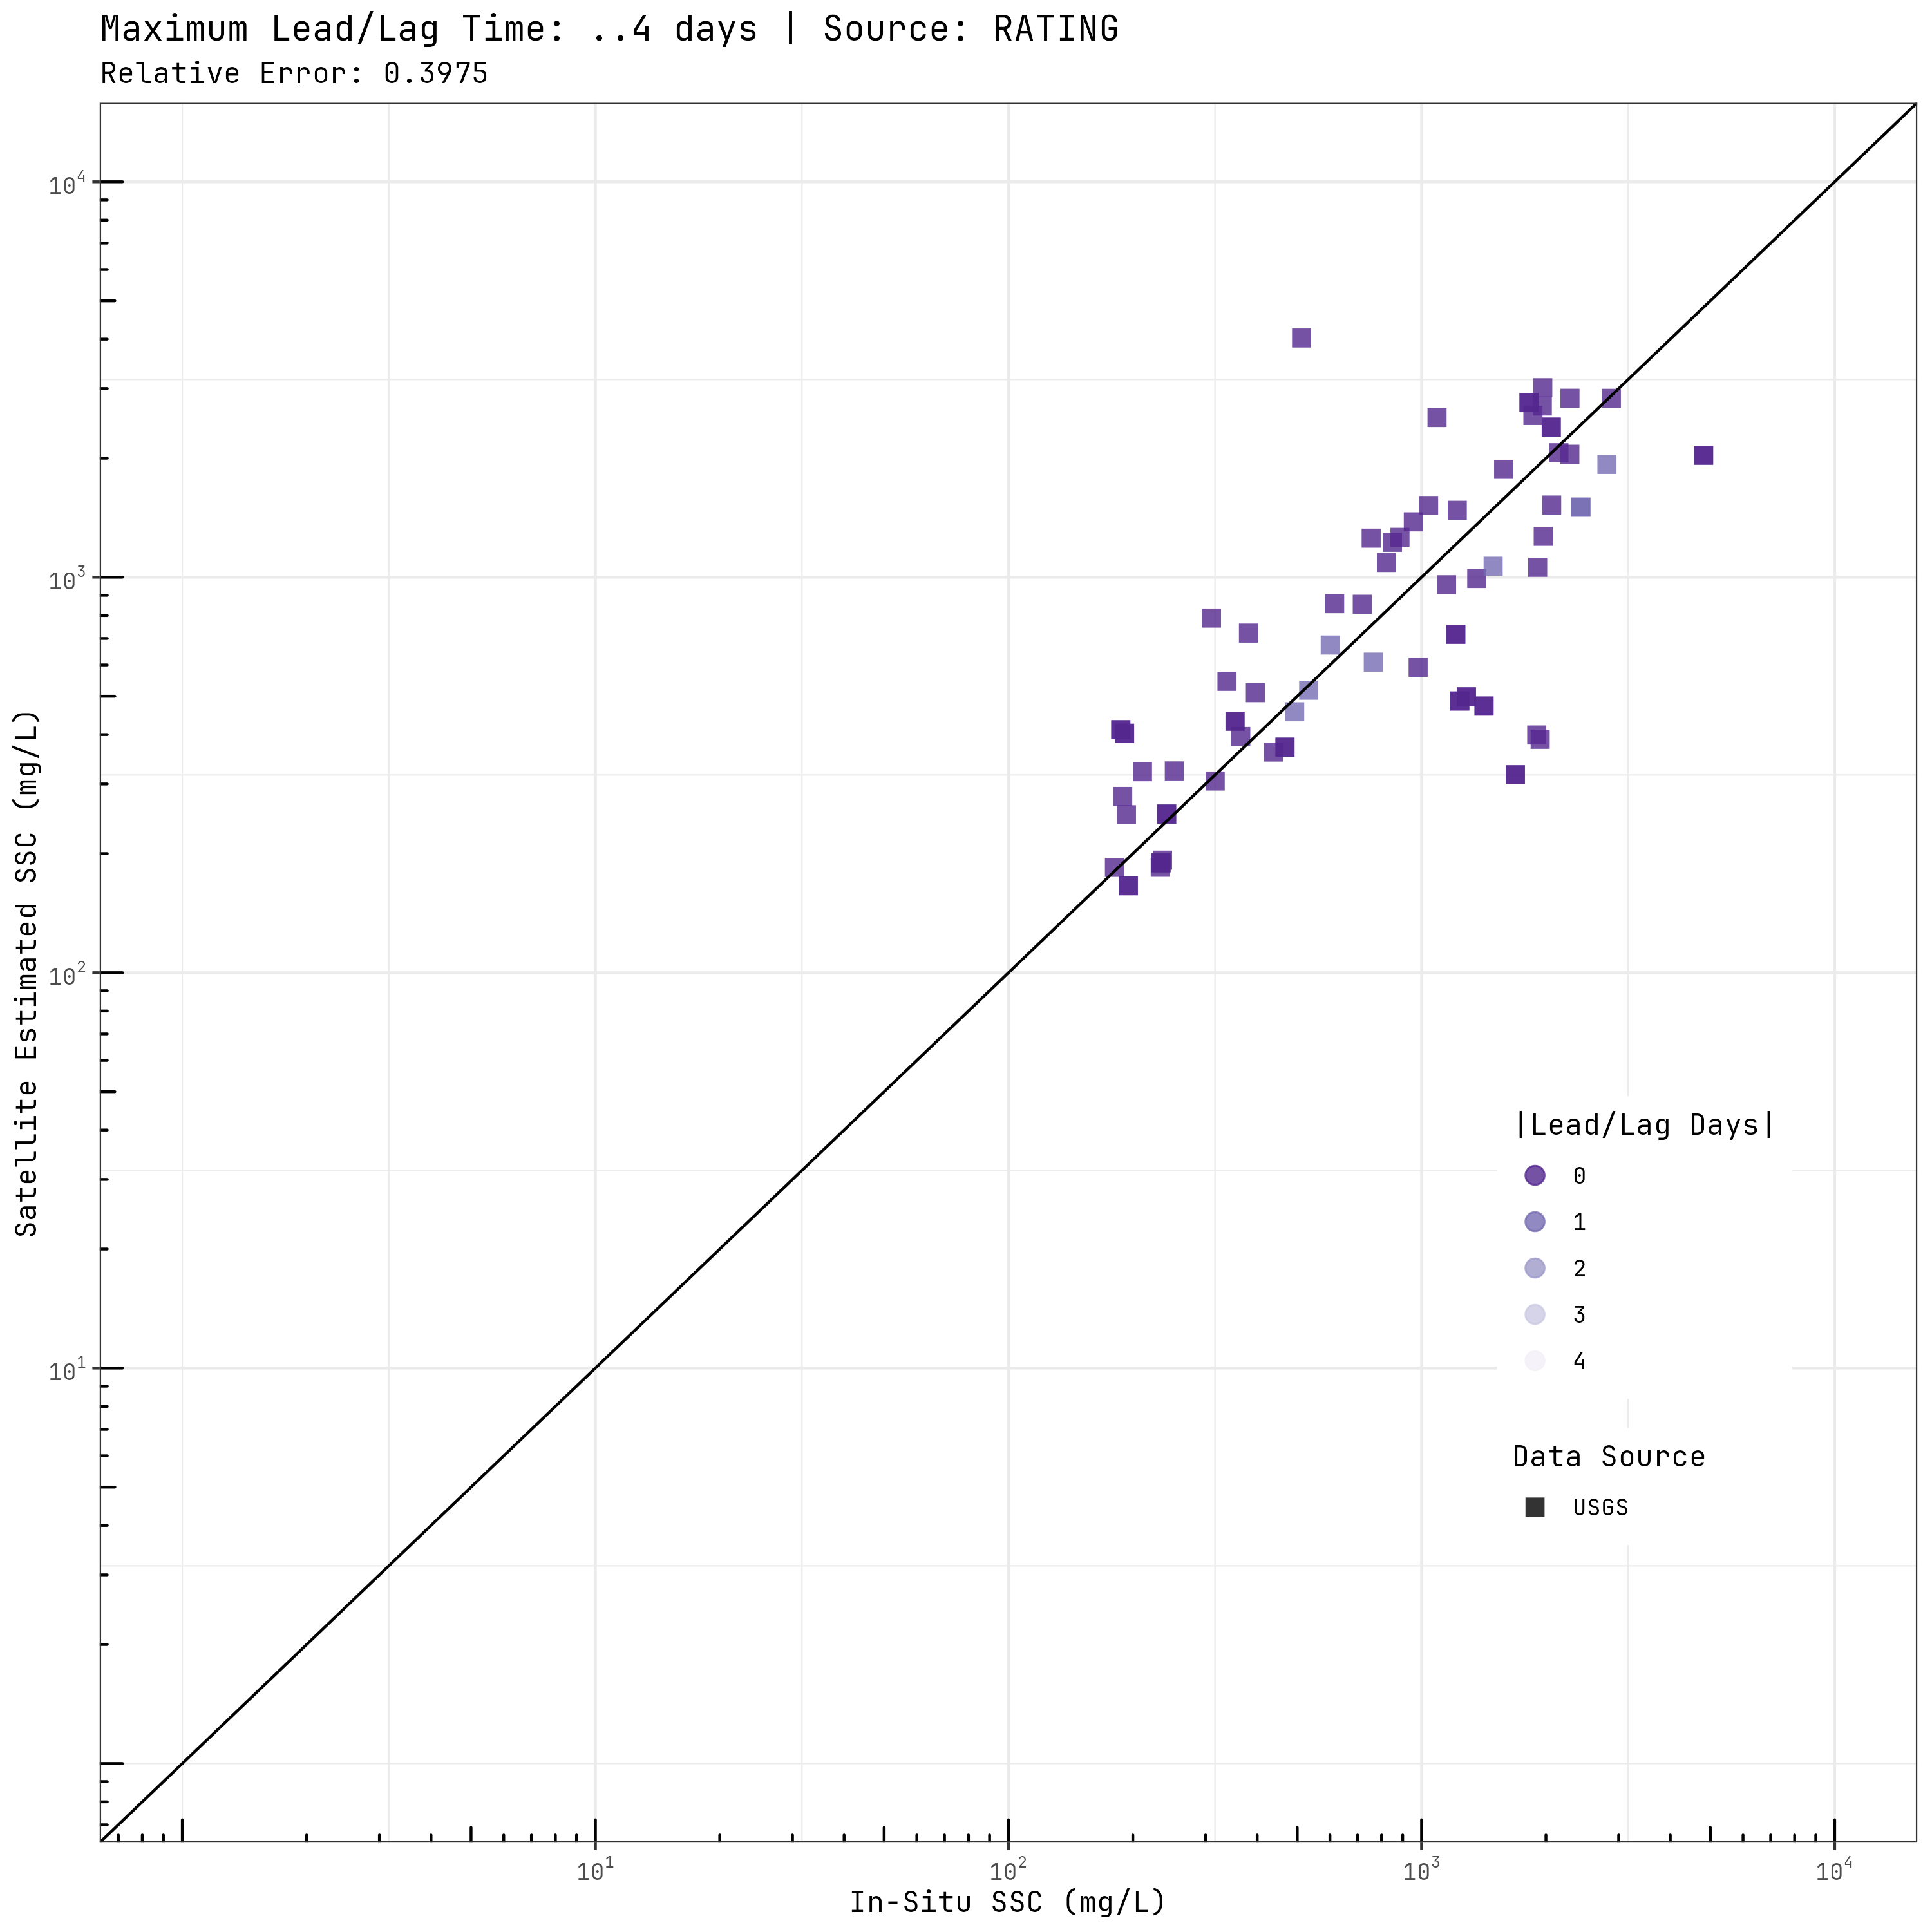 Maximum Lead/Lag Time: ..4 days | Source: RATING
Relative Error: 0.3975
10⁴
10³
10²
10¹
Satellite Estimated SSC (mg/L)
|Lead/Lag Days|
0
1
2
3
4
Data Source
USGS
10¹
10²
10³
10⁴
In-Situ SSC (mg/L)